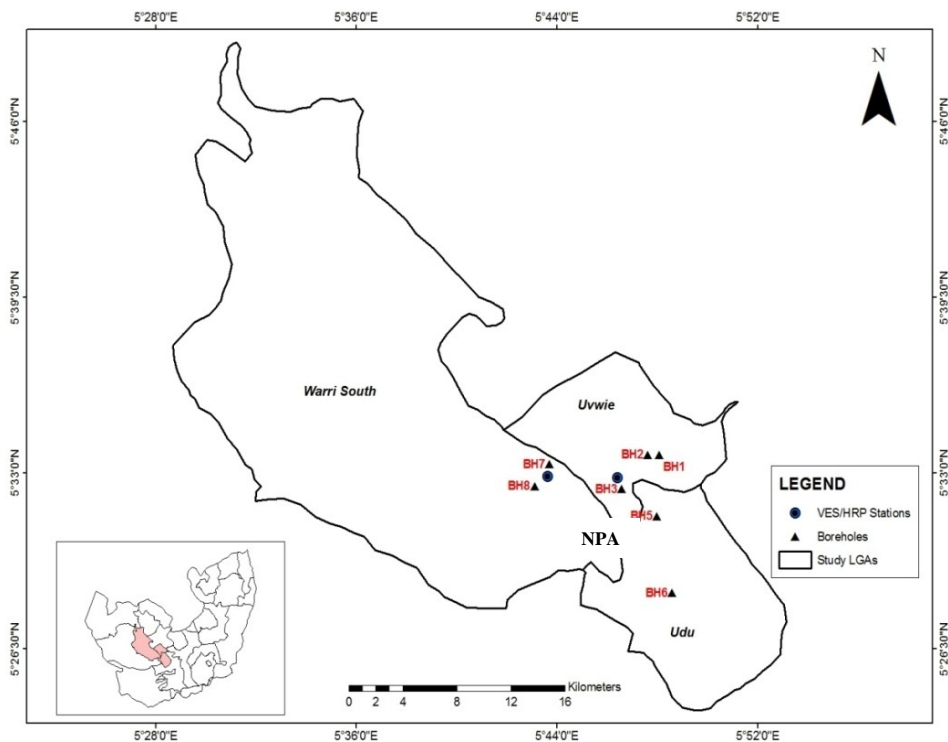 5°28'0"E 5°36'0"E 5°44'0"E 5°52'0"E
N
5°46'0"N 5°46'0"N
5°39'30"N 5°39'30"N
Warri South
Uvwie
BH2
BH1
BH7
5°33'0"N 5°33'0"N
BH8
BH3
BH5
NPA
LEGEND
VES/HRP Stations
Boreholes
Study LGAs
BH6
Udu
5°26'30"N 5°26'30"N
Kilometers
0 2 4 8 12 16
5°28'0"E 5°36'0"E 5°44'0"E 5°52'0"E